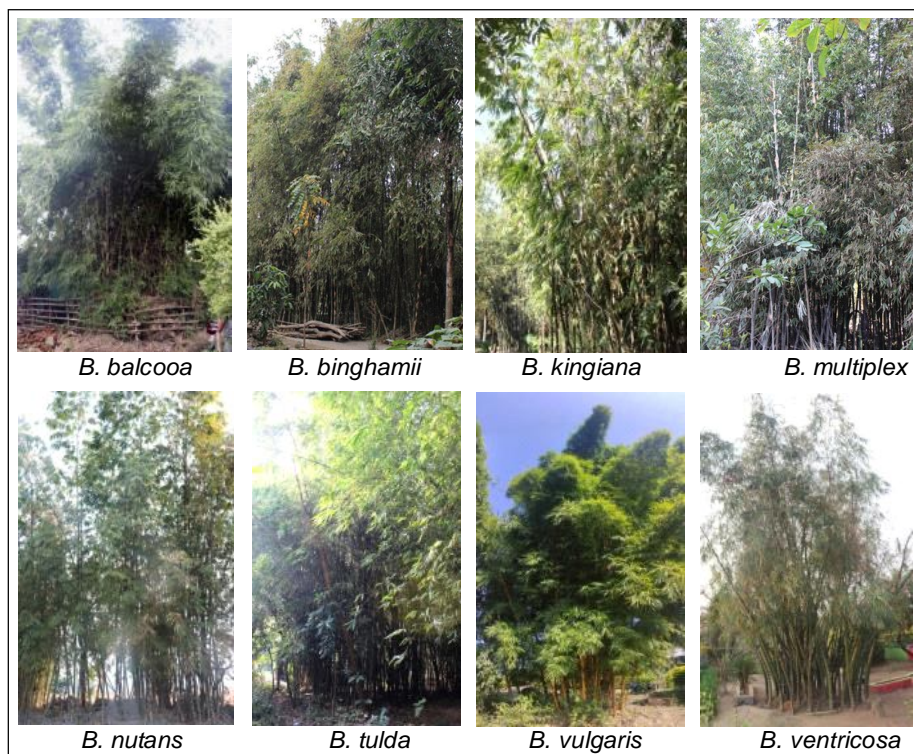 B. balcooa
B. binghamii
B. kingiana
B. multiplex
B. nutans
B. tulda
B. vulgaris
B. ventricosa